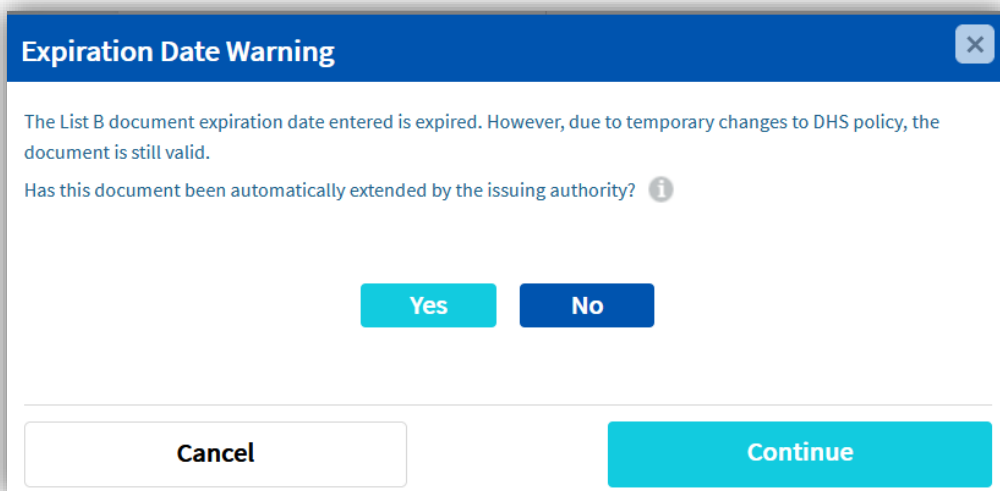 Expiration Date Warning
The List B document expiration date entered is expired. However, due to temporary changes to DHS policy, the
document is still valid.
Has this document been automatically extended by the issuing authority?
Yes
No
Cancel
Continue